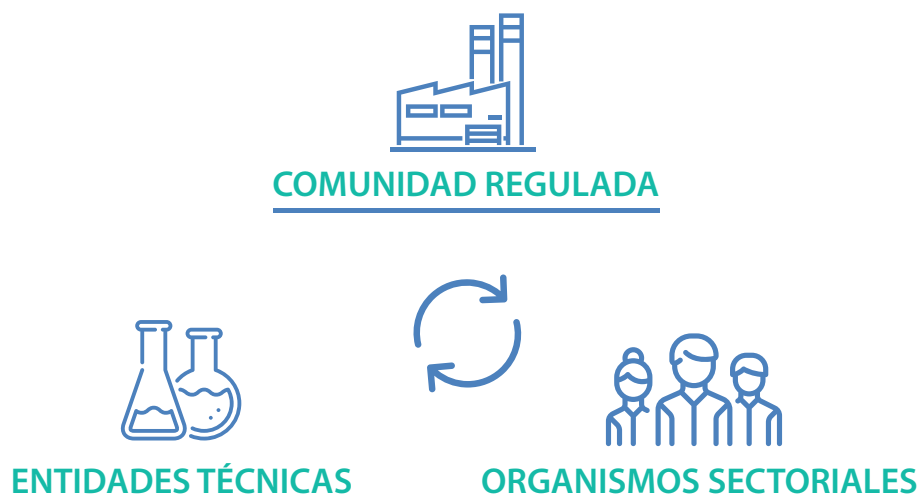 COMUNIDAD REGULADA
ENTIDADES TÉCNICAS
ORGANISMOS SECTORIALES